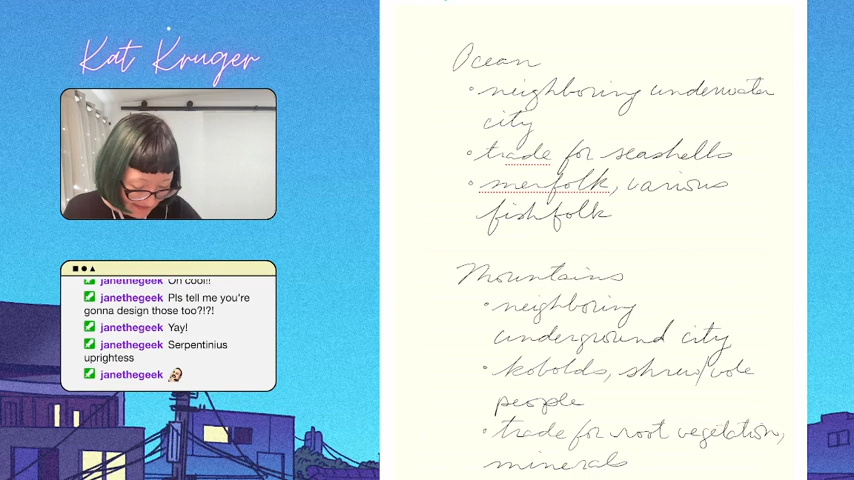 Kat Kruger
janethegeek Oh cool!!
janethegeek Pls tell me you're
gonna design those too?!?!
janethegeek Yay!
janethegeek Serpentinius
uprightess
janethegeek
Ocean
• neighboring underwater
city
• trade for seashells
• merfolk, various
fishfolk
Mountains
• neighboring
underground city
• kobolds, shrew/vole
people
• trade for root vegetation,
minerals